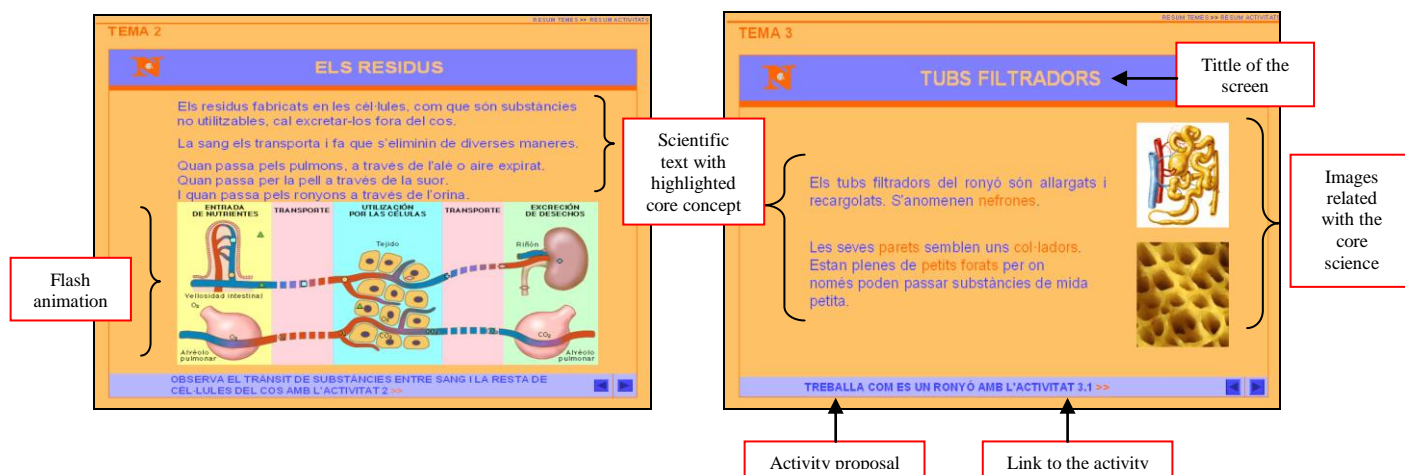 RESUM TEMES >> RESUM ACTIVITATS
TEMA 2
N
ELS RESIDUS
Els residus fabricats en les cèl·lules, com que són substàncies
no utilitzables, cal excretar-los fora del cos.
La sang els transporta i fa que s'eliminin de diverses maneres.
Quan passa pels pulmons, a través de l'alè o aire expirat.
Quan passa per la pell a través de la suor.
I quan passa pels ronyons a través de l'orina.
ENTRADA
DE NUTRIENTES
TRANSPORTE
UTILIZACIÓN
POR LAS CÉLULAS
TRANSPORTE
EXCRECIÓN
DE DESECHOS
Tejido
Riñón
Vellosidad intestinal
O₂
O₂
O₂
CO₂
CO₂
Alvéolo
pulmonar
Alvéolo
pulmonar
OBSERVA EL TRÀNSIT DE SUBSTÀNCIES ENTRE SANG I LA RESTA DE
CÈL·LULES DEL COS AMB L'ACTIVITAT 2 >>
Flash
animation
Scientific
text with
highlighted
core concept
RESUM TEMES >> RESUM ACTIVITATS
TEMA 3
N
TUBS FILTRADORS
Els tubs filtradors del ronyó són allargats i
recargolats. S'anomenen nefrones.
Les seves parets semblen uns col·ladors.
Estan plenes de petits forats per on
només poden passar substàncies de mida
petita.
TREBALLA COM ES UN RONYÓ AMB L'ACTIVITAT 3.1 >>
Tittle of the
screen
Images
related
with the
core
science
Activity proposal
Link to the activity